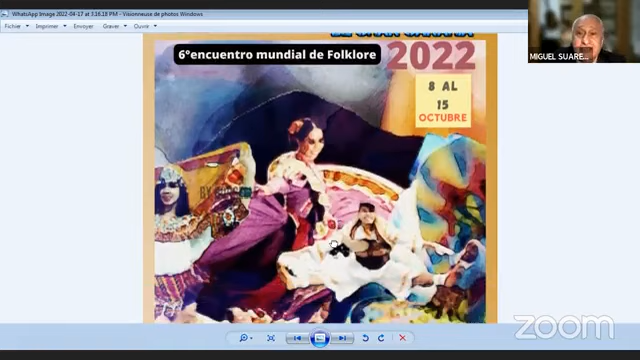 WhatsApp Image 2022-04-17 at 3.16.18 PM - Visionneuse de photos Windows
Fichier Imprimer Envoyer Graver Ouvrir
6°encuentro mundial de Folklore 2022
8 AL
15
OCTUBRE
MIGUEL SUARE...
zoom